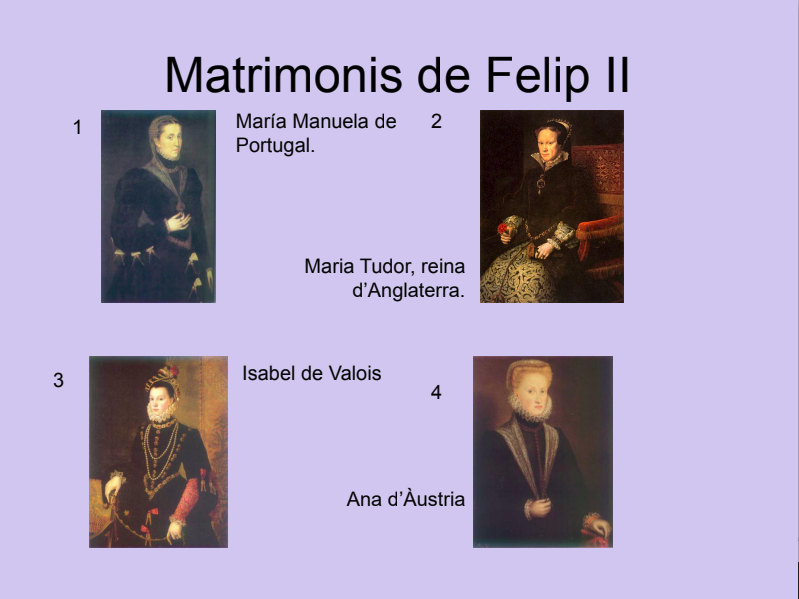 Matrimonis de Felip II
1
María Manuela de
Portugal.
2
Maria Tudor, reina
d’Anglaterra.
3
Isabel de Valois
4
Ana d’Àustria